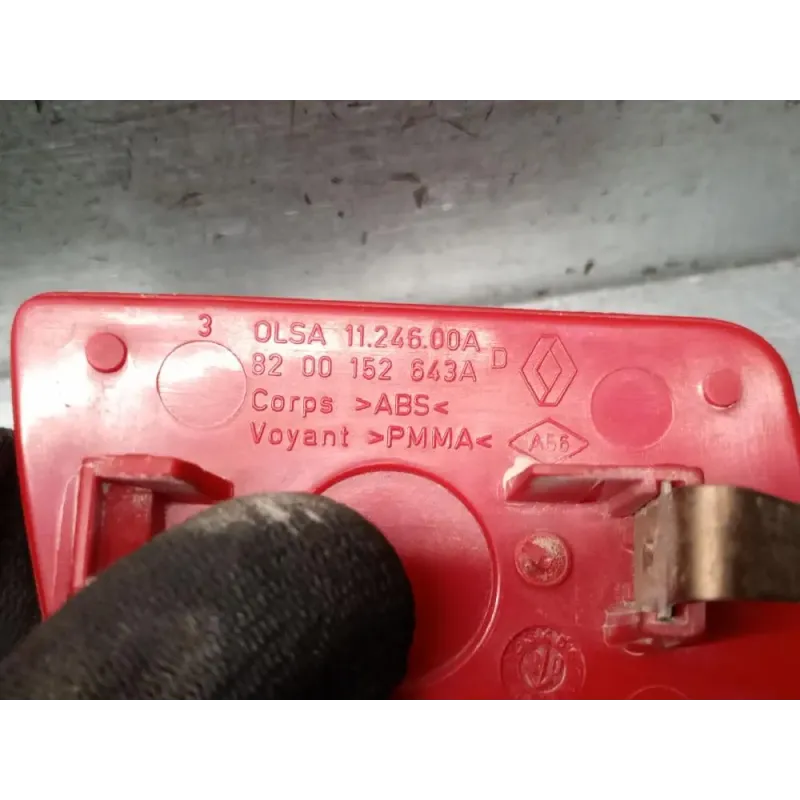 3 OLSA 11.246.00A
82 00 152 643A D
Corps >ABS<
Voyant >PMMA< A56